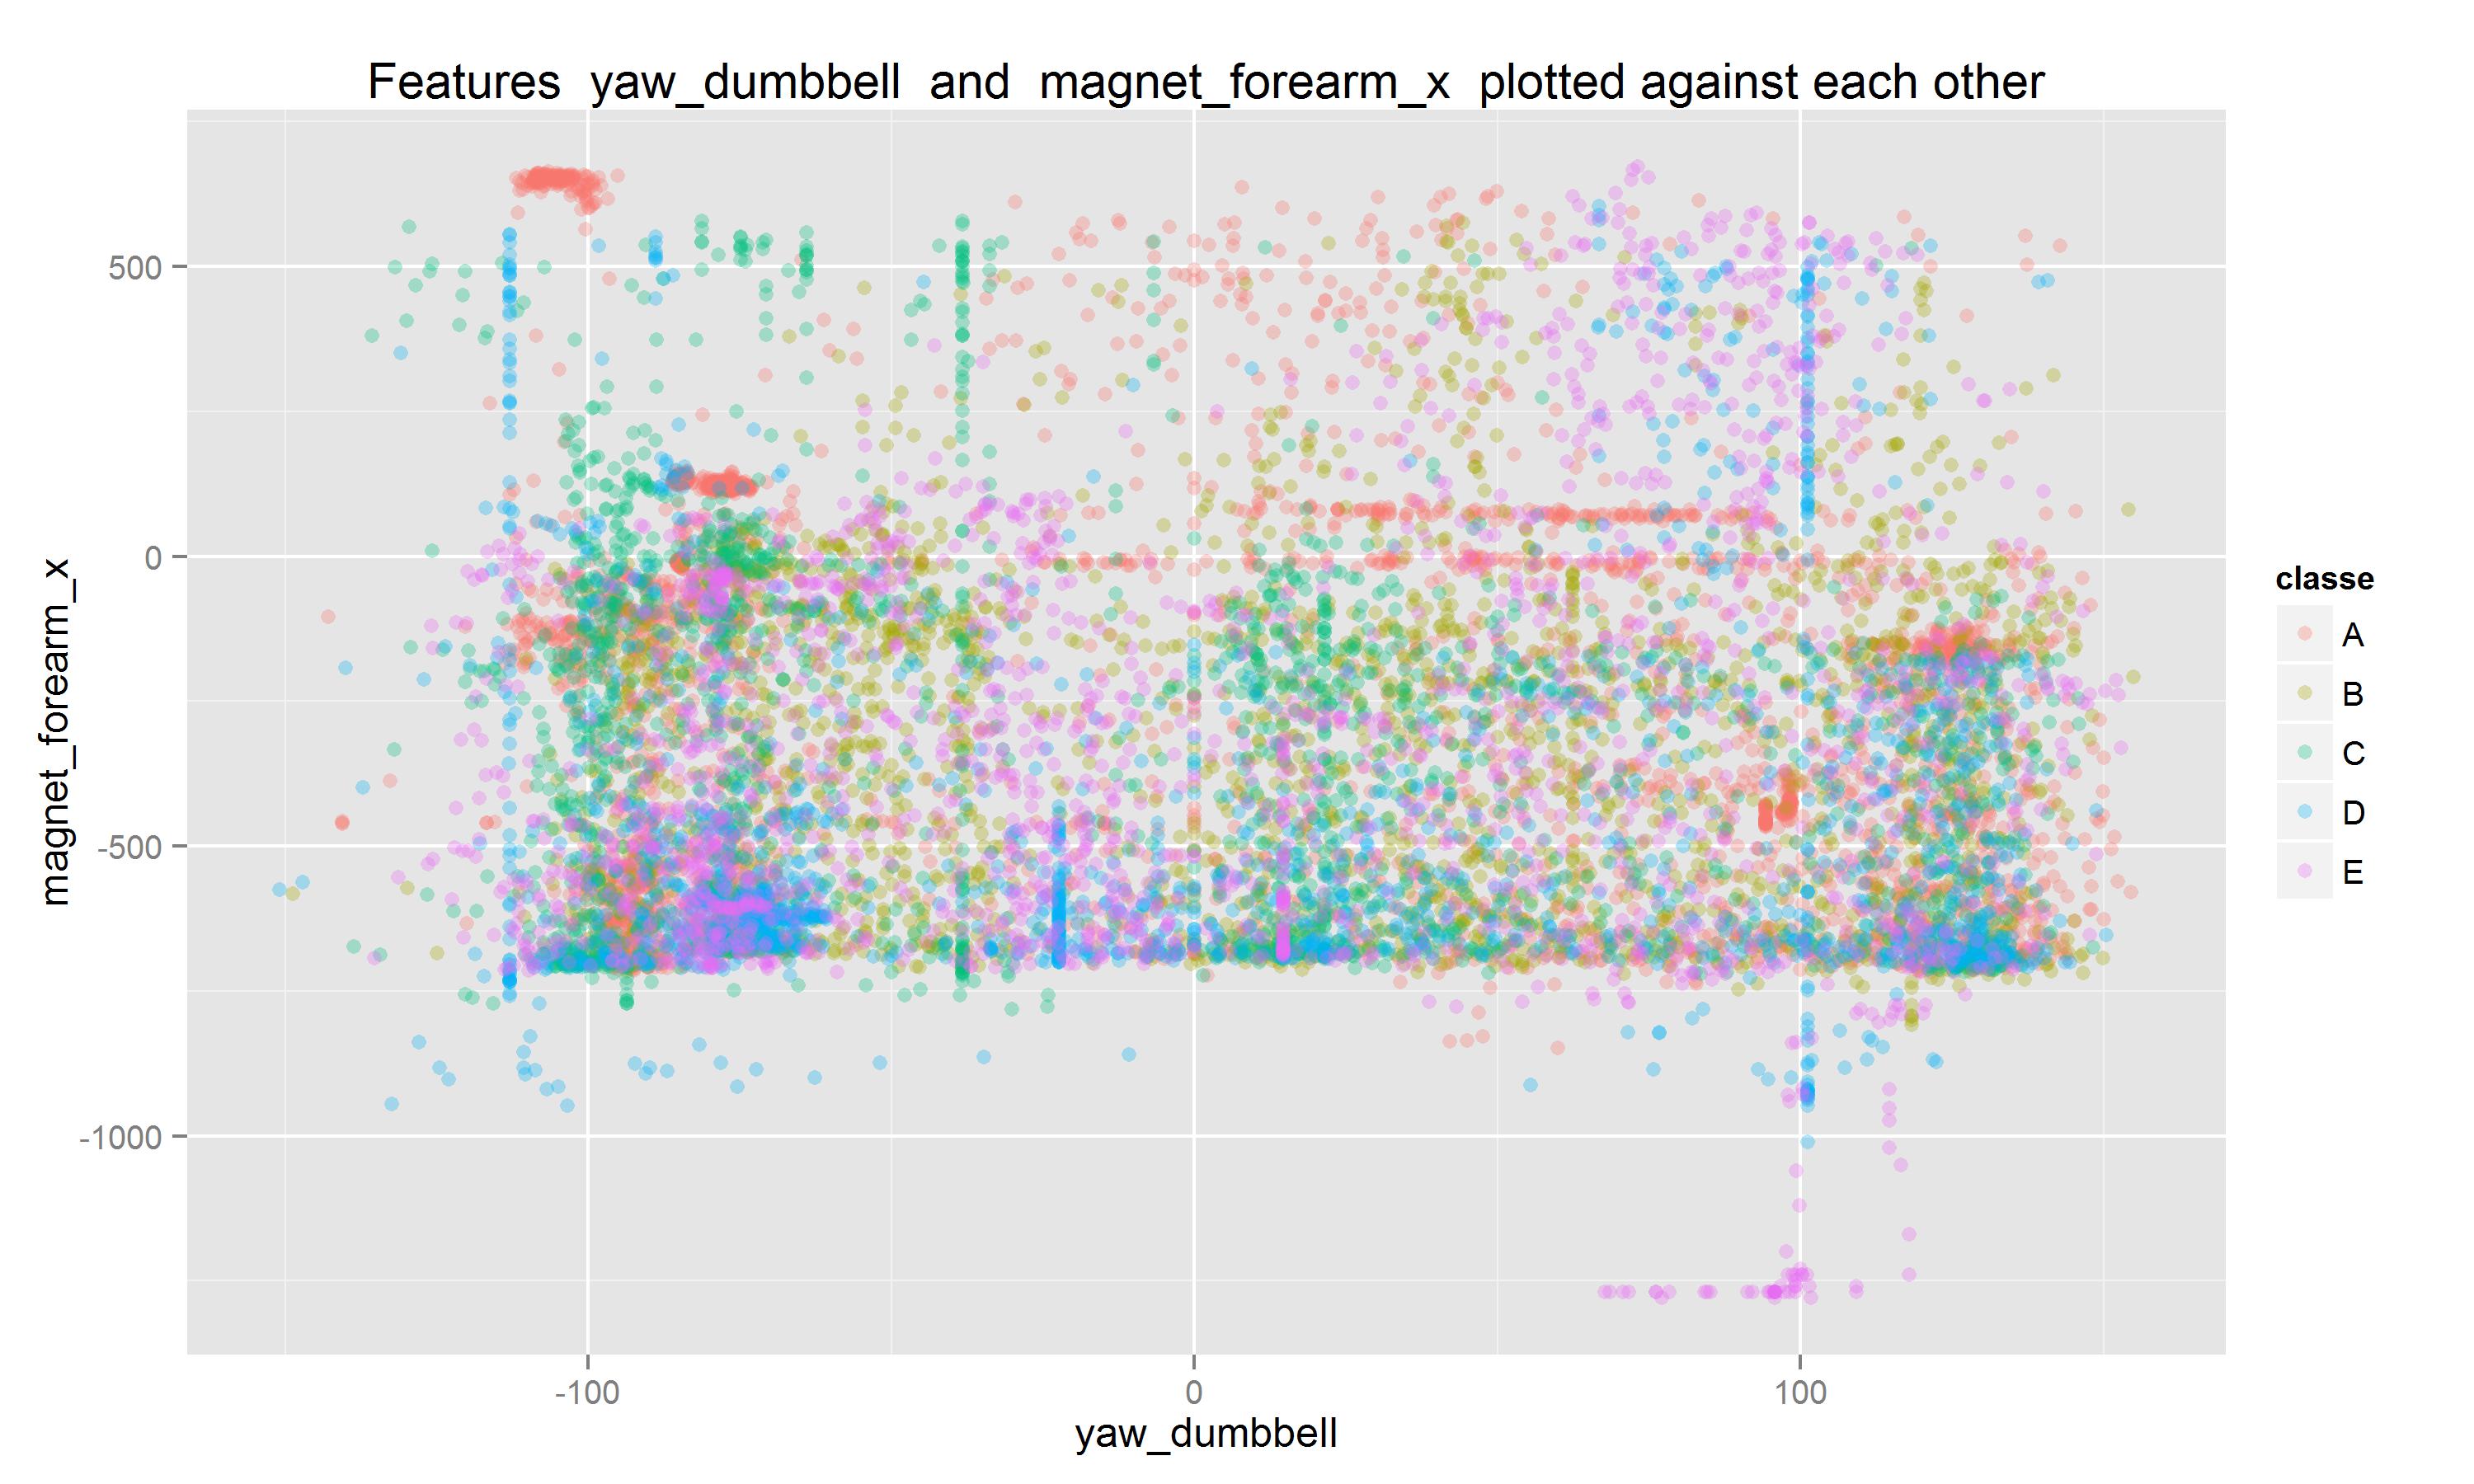 Features yaw_dumbbell and magnet_forearm_x plotted against each other
500
0
-500
-1000
magnet_forearm_x
-100 0 100
yaw_dumbbell
classe
A
B
C
D
E